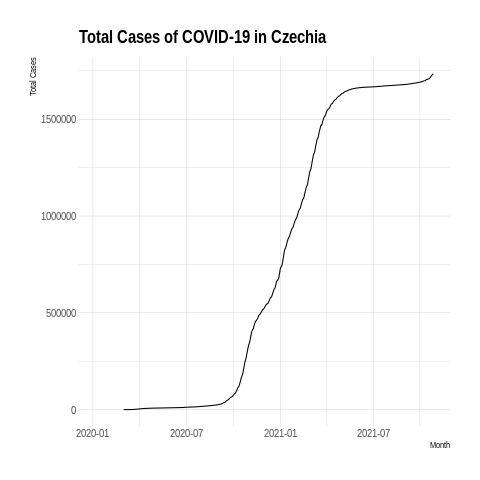 Total Cases of COVID-19 in Czechia
Total Cases
1500000
1000000
500000
0
2020-01 2020-07 2021-01 2021-07
Month